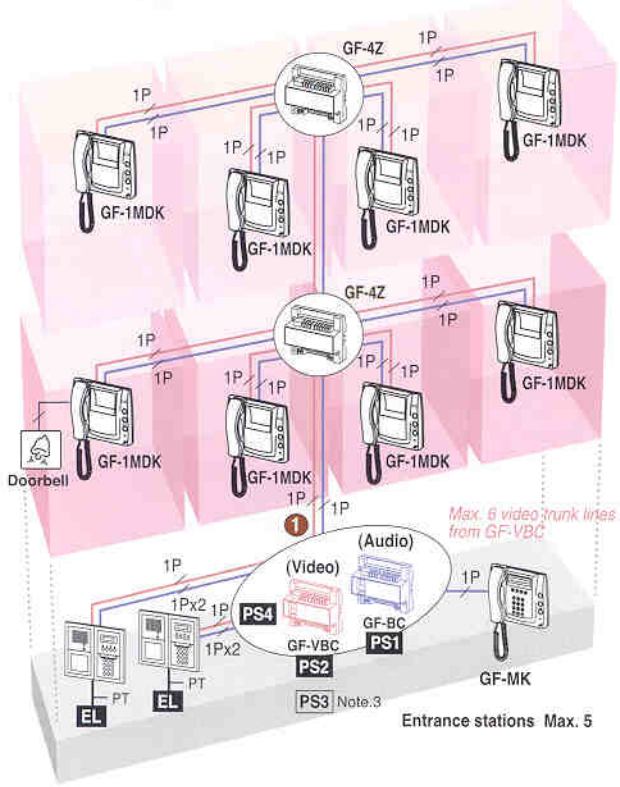 GF-4Z
1P
1P
1P
1P
1P
1P
1P
1P
GF-1MDK
GF-1MDK
GF-1MDK
GF-1MDK
GF-4Z
1P
1P
1P
1P
1P
1P
1P
1P
GF-1MDK
GF-1MDK
GF-1MDK
GF-1MDK
Doorbell
1P
1P
1
Max. 6 video trunk lines
from GF-VBC
(Audio)
(Video)
1P
1P
1Px2
1P
1Px2
PS4
GF-VBC
PS2
GF-BC
PS1
GF-MK
PT
EL
PT
EL
PS3 Note.3
Entrance stations Max. 5